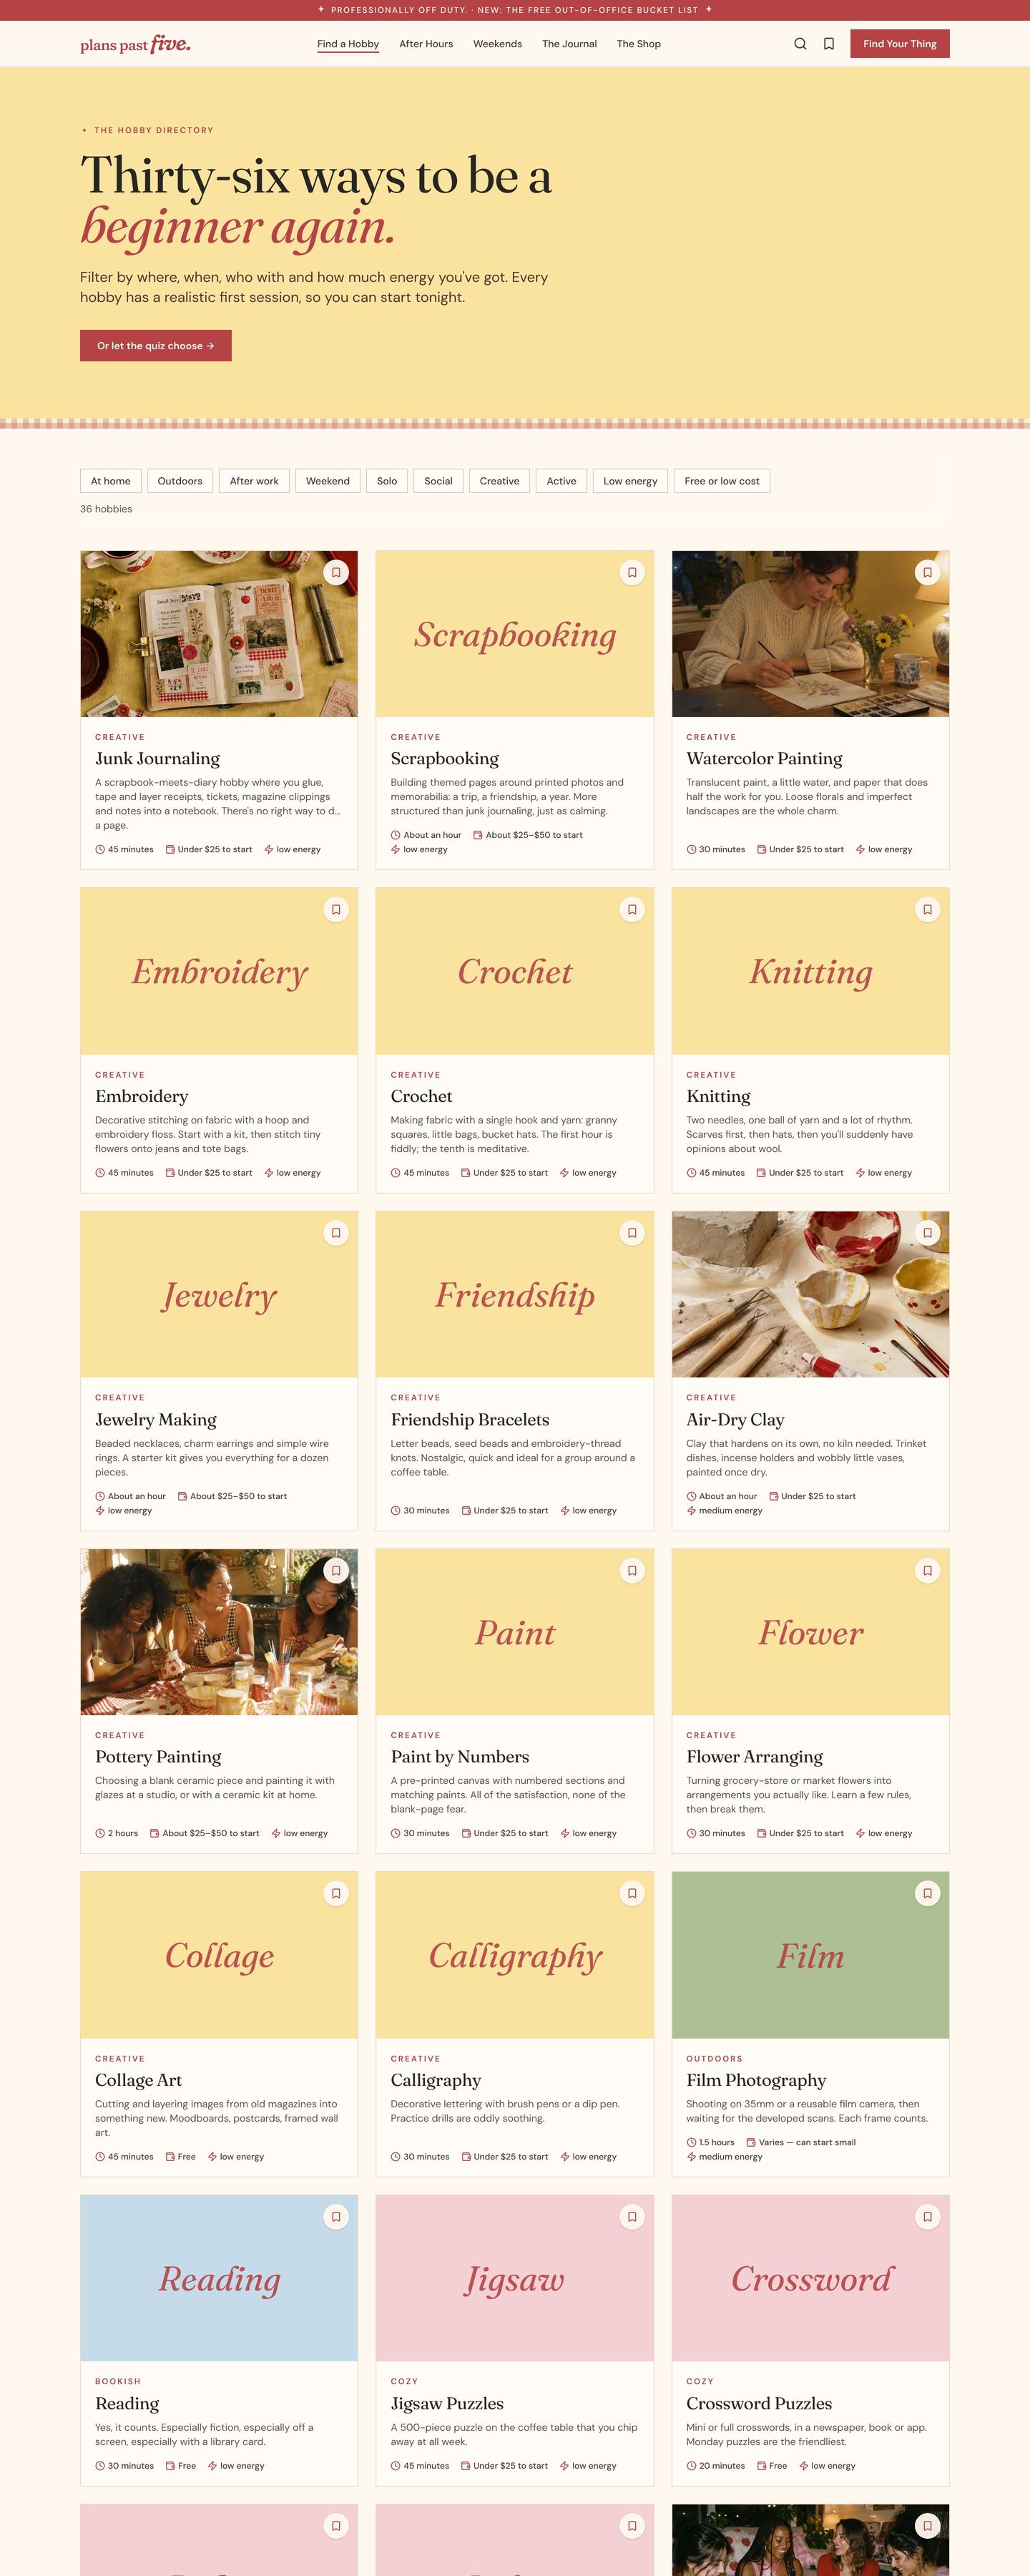 PROFESSIONALLY OFF DUTY. · NEW: THE FREE OUT-OF-OFFICE BUCKET LIST
plans past five.
Find a Hobby
After Hours
Weekends
The Journal
The Shop
Find Your Thing
THE HOBBY DIRECTORY
Thirty-six ways to be a
beginner again.
Filter by where, when, who with and how much energy you've got. Every
hobby has a realistic first session, so you can start tonight.
Or let the quiz choose →
At home
Outdoors
After work
Weekend
Solo
Social
Creative
Active
Low energy
Free or low cost
36 hobbies
Small Joys
TICKET
CREATIVE
Junk Journaling
A scrapbook-meets-diary hobby where you glue,
tape and layer receipts, tickets, magazine clippings
and notes into a notebook. There's no right way to d…
a page.
45 minutes
Under $25 to start
low energy
Scrapbooking
CREATIVE
Scrapbooking
Building themed pages around printed photos and
memorabilia: a trip, a friendship, a year. More
structured than junk journaling, just as calming.
About an hour
About $25–$50 to start
low energy
CREATIVE
Watercolor Painting
Translucent paint, a little water, and paper that does
half the work for you. Loose florals and imperfect
landscapes are the whole charm.
30 minutes
Under $25 to start
low energy
Embroidery
CREATIVE
Embroidery
Decorative stitching on fabric with a hoop and
embroidery floss. Start with a kit, then stitch tiny
flowers onto jeans and tote bags.
45 minutes
Under $25 to start
low energy
Crochet
CREATIVE
Crochet
Making fabric with a single hook and yarn: granny
squares, little bags, bucket hats. The first hour is
fiddly; the tenth is meditative.
45 minutes
Under $25 to start
low energy
Knitting
CREATIVE
Knitting
Two needles, one ball of yarn and a lot of rhythm.
Scarves first, then hats, then you'll suddenly have
opinions about wool.
45 minutes
Under $25 to start
low energy
Jewelry
CREATIVE
Jewelry Making
Beaded necklaces, charm earrings and simple wire
rings. A starter kit gives you everything for a dozen
pieces.
About an hour
About $25–$50 to start
low energy
Friendship
CREATIVE
Friendship Bracelets
Letter beads, seed beads and embroidery-thread
knots. Nostalgic, quick and ideal for a group around a
coffee table.
30 minutes
Under $25 to start
low energy
CREATIVE
Air-Dry Clay
Clay that hardens on its own, no kiln needed. Trinket
dishes, incense holders and wobbly little vases,
painted once dry.
About an hour
Under $25 to start
medium energy
CREATIVE
Pottery Painting
Choosing a blank ceramic piece and painting it with
glazes at a studio, or with a ceramic kit at home.
2 hours
About $25–$50 to start
low energy
Paint
CREATIVE
Paint by Numbers
A pre-printed canvas with numbered sections and
matching paints. All of the satisfaction, none of the
blank-page fear.
30 minutes
Under $25 to start
low energy
Flower
CREATIVE
Flower Arranging
Turning grocery-store or market flowers into
arrangements you actually like. Learn a few rules,
then break them.
30 minutes
Under $25 to start
low energy
Collage
CREATIVE
Collage Art
Cutting and layering images from old magazines into
something new. Moodboards, postcards, framed wall
art.
45 minutes
Free
low energy
Calligraphy
CREATIVE
Calligraphy
Decorative lettering with brush pens or a dip pen.
Practice drills are oddly soothing.
30 minutes
Under $25 to start
low energy
Film
OUTDOORS
Film Photography
Shooting on 35mm or a reusable film camera, then
waiting for the developed scans. Each frame counts.
1.5 hours
Varies — can start small
medium energy
Reading
BOOKISH
Reading
Yes, it counts. Especially fiction, especially off a
screen, especially with a library card.
30 minutes
Free
low energy
Jigsaw
COZY
Jigsaw Puzzles
A 500-piece puzzle on the coffee table that you chip
away at all week.
45 minutes
Under $25 to start
low energy
Crossword
COZY
Crossword Puzzles
Mini or full crosswords, in a newspaper, book or app.
Monday puzzles are the friendliest.
20 minutes
Free
low energy